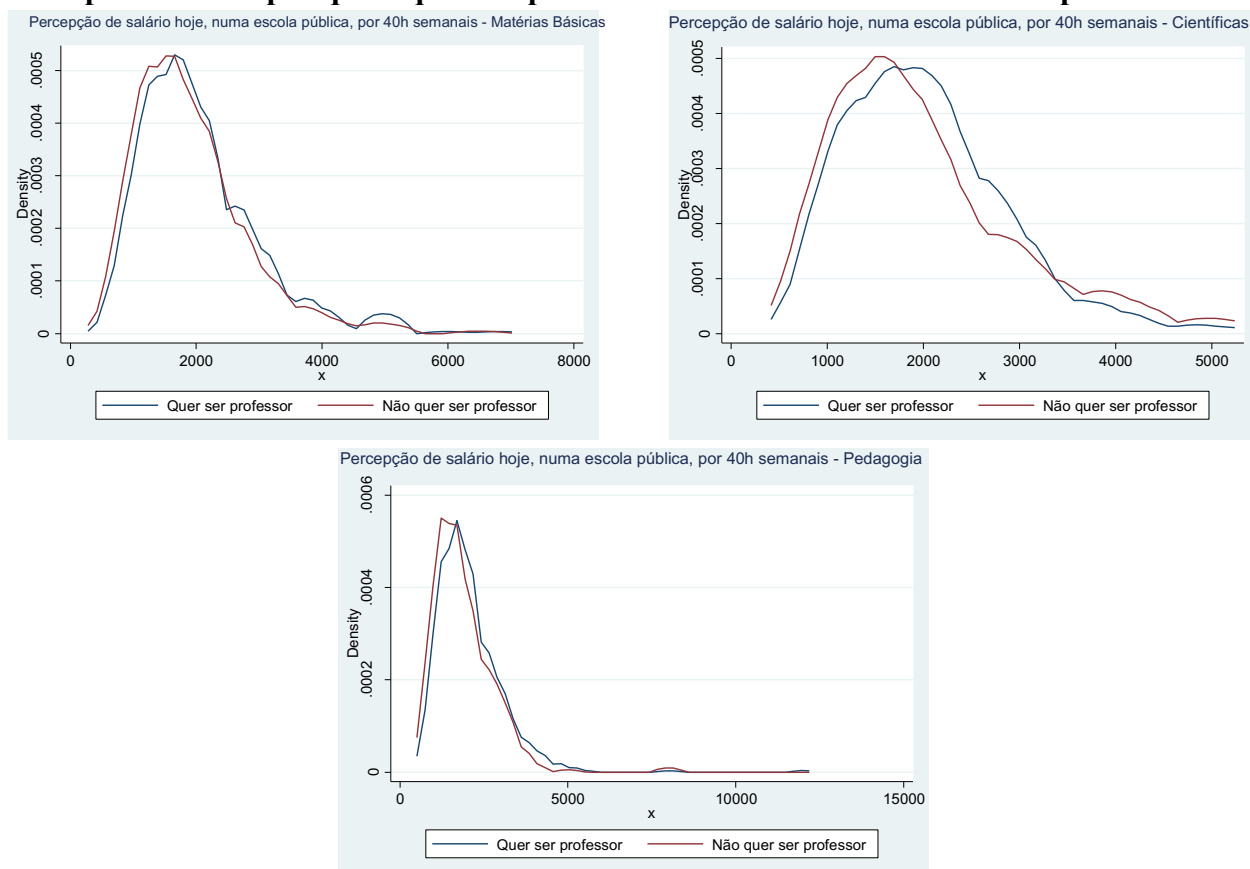 Percepção de salário hoje, numa escola pública, por 40h semanais - Matérias Básicas
Density
0
.0001
.0002
.0003
.0004
.0005
0
2000
4000
6000
8000
x
Quer ser professor
Não quer ser professor
Percepção de salário hoje, numa escola pública, por 40h semanais - Científicas
Density
0
.0001
.0002
.0003
.0004
.0005
0
1000
2000
3000
4000
5000
x
Quer ser professor
Não quer ser professor
Percepção de salário hoje, numa escola pública, por 40h semanais - Pedagogia
Density
0
.0002
.0004
.0006
0
5000
10000
15000
x
Quer ser professor
Não quer ser professor